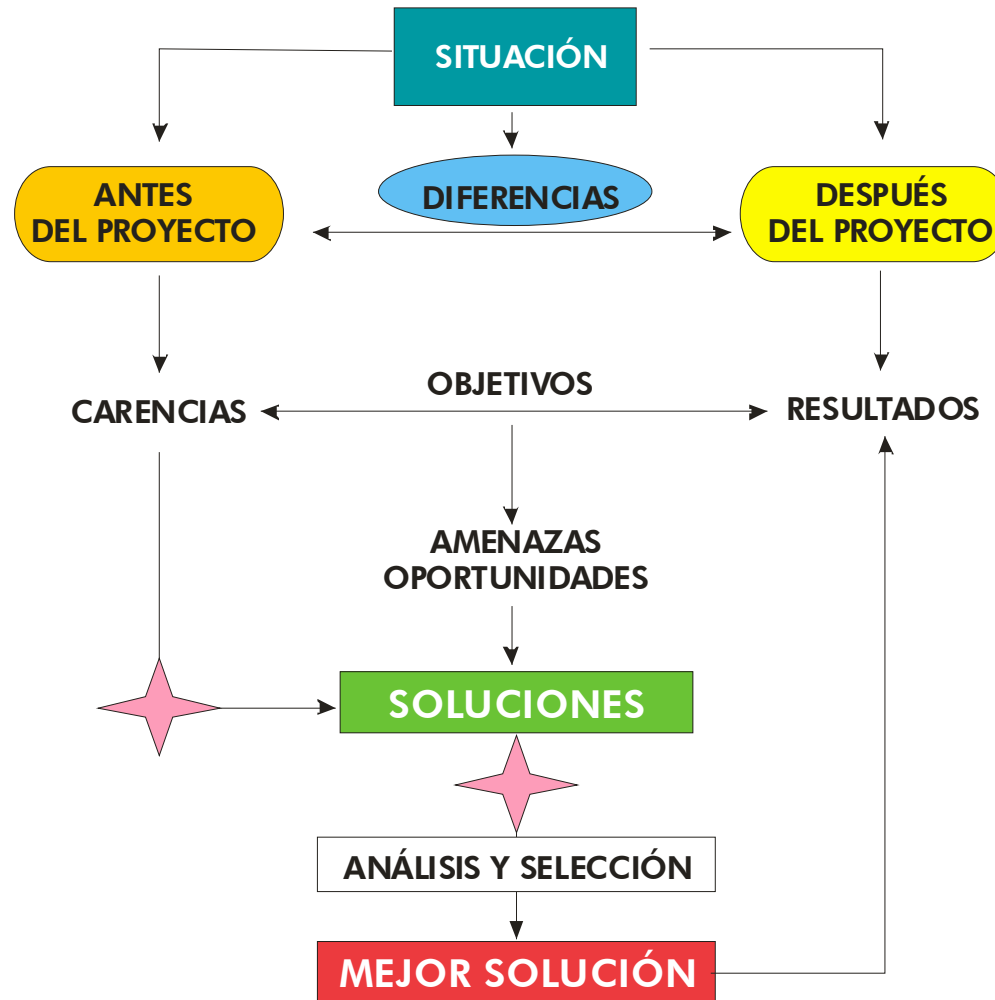 SITUACIÓN
ANTES
DEL PROYECTO
DIFERENCIAS
DESPUÉS
DEL PROYECTO
CARENCIAS
OBJETIVOS
RESULTADOS
AMENAZAS
OPORTUNIDADES
SOLUCIONES
ANÁLISIS Y SELECCIÓN
MEJOR SOLUCIÓN